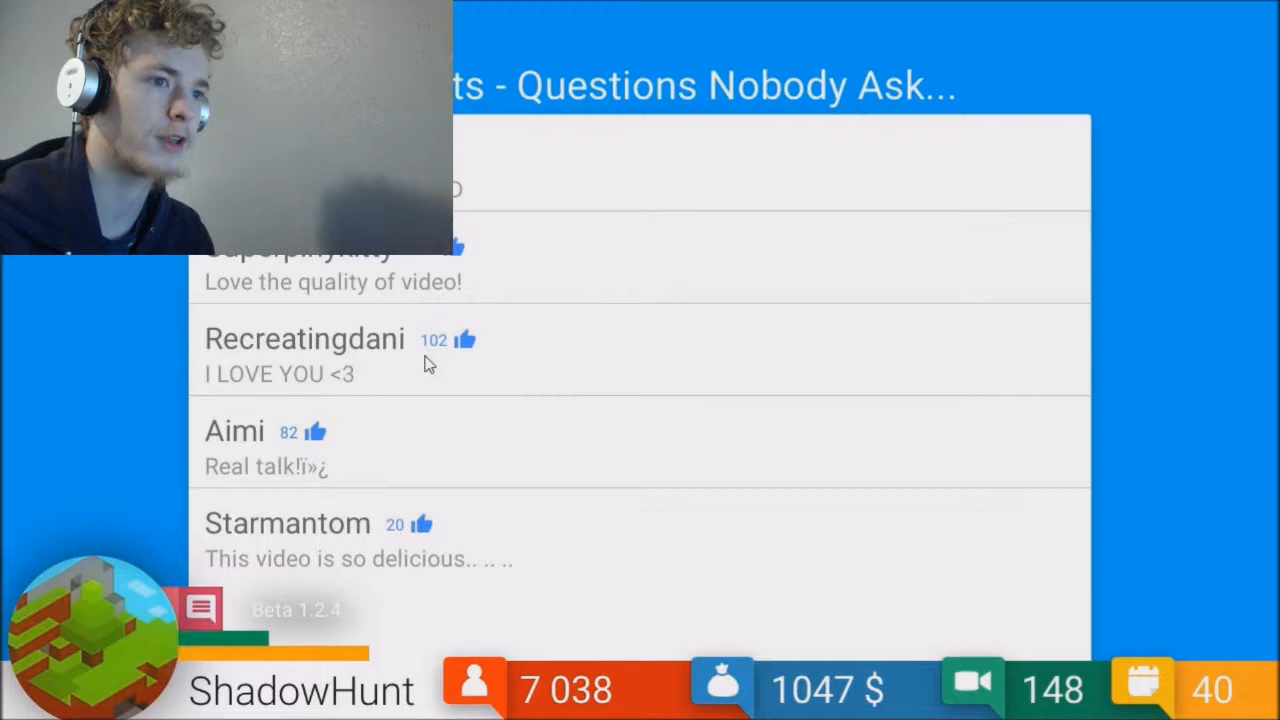 ts - Questions Nobody Ask...
Love the quality of video!
Recreatingdani 102
I LOVE YOU <3
Aimi 82
Real talk!ï»¿
Starmantom 20
This video is so delicious.. .. ..
Beta 1.2.4
ShadowHunt
7 038
1047 $
148
40